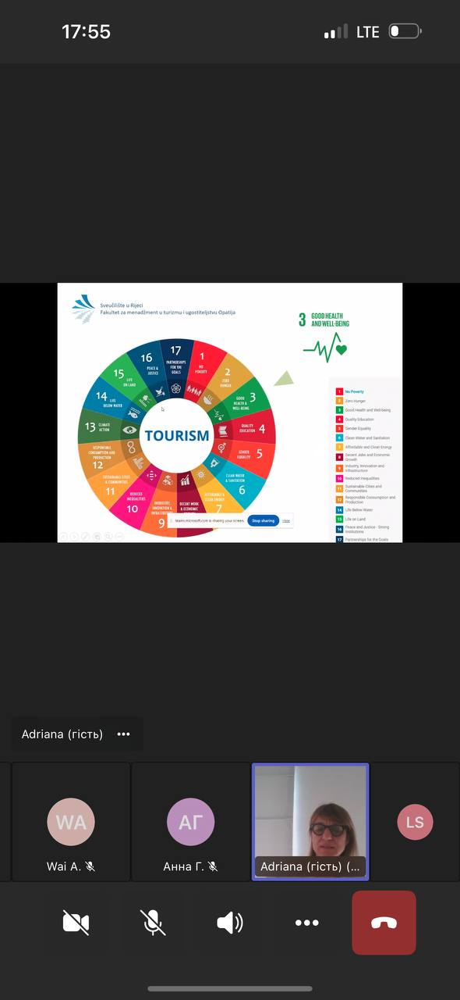 17:55
LTE
Sveučilište u Rijeci
Fakultet za menadžment u turizmu i ugostiteljstvu Opatija
3 GOOD HEALTH
AND WELL-BEING
17
PARTNERSHIPS
FOR THE
GOALS
1
NO
POVERTY
2
ZERO
HUNGER
3
GOOD
HEALTH &
WELL-BEING
QUALITY
EDUCATION
4
GENDER
EQUALITY
5
CLEAN WATER
& SANITATION
6
AFFORDABLE &
CLEAN ENERGY
7
DECENT WORK
& ECONOMIC
INDUSTRY,
INNOVATION &
INFRASTRUCTURE
9
REDUCED
INEQUALITIES
10
SUSTAINABLE CITIES
& COMMUNITIES
11
RESPONSIBLE
CONSUMPTION AND
PRODUCTION
12
13
CLIMATE
ACTION
14
LIFE
BELOW WATER
15
LIFE
ON LAND
16
PEACE &
JUSTICE
TOURISM
1 No Poverty
2 Zero Hunger
3 Good Health and Well-being
4 Quality Education
5 Gender Equality
6 Clean Water and Sanitation
7 Affordable and Clean Energy
8 Decent Jobs and Economic
Growth
9 Industry, Innovation and
Infrastructure
10 Reduced Inequalities
11 Sustainable Cities and
Communities
12 Responsible Consumption and
Production
14 Life Below Water
15 Life on Land
16 Peace and Justice - Strong
Institutions
17 Partnerships for the Goals
teams.microsoft.com is sharing your screen.
Stop sharing
Hide
Adriana (гість)
WA
Wai A.
АГ
Анна Г.
Adriana (гість) (...
LS